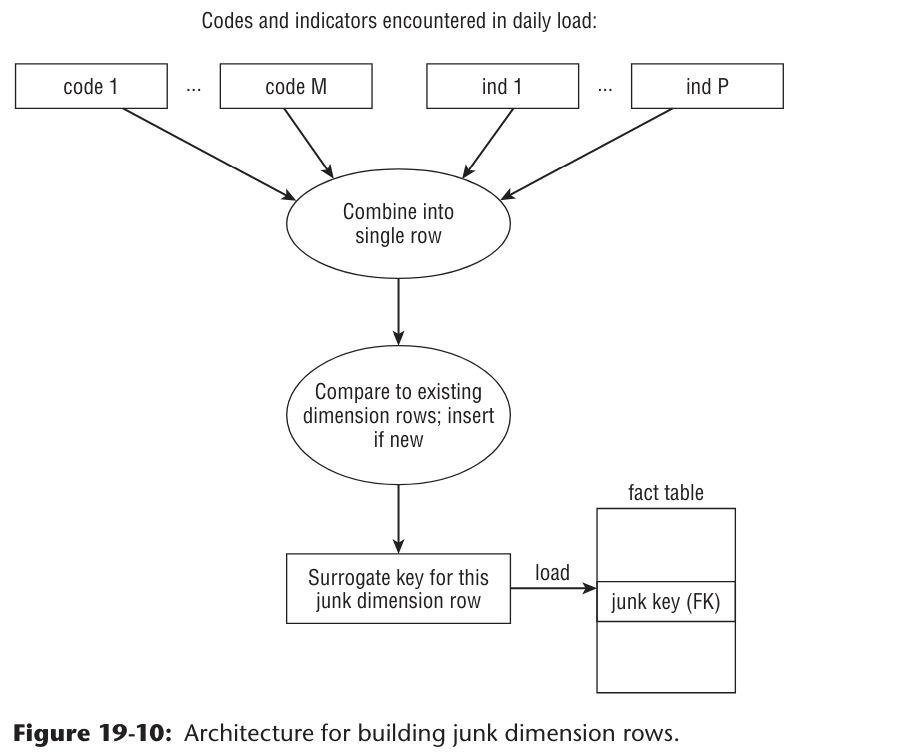 Codes and indicators encountered in daily load:
code 1 ... code M ind 1 ... ind P
Combine into
single row
Compare to existing
dimension rows; insert
if new
fact table
Surrogate key for this
junk dimension row
load
junk key (FK)
Figure 19-10: Architecture for building junk dimension rows.